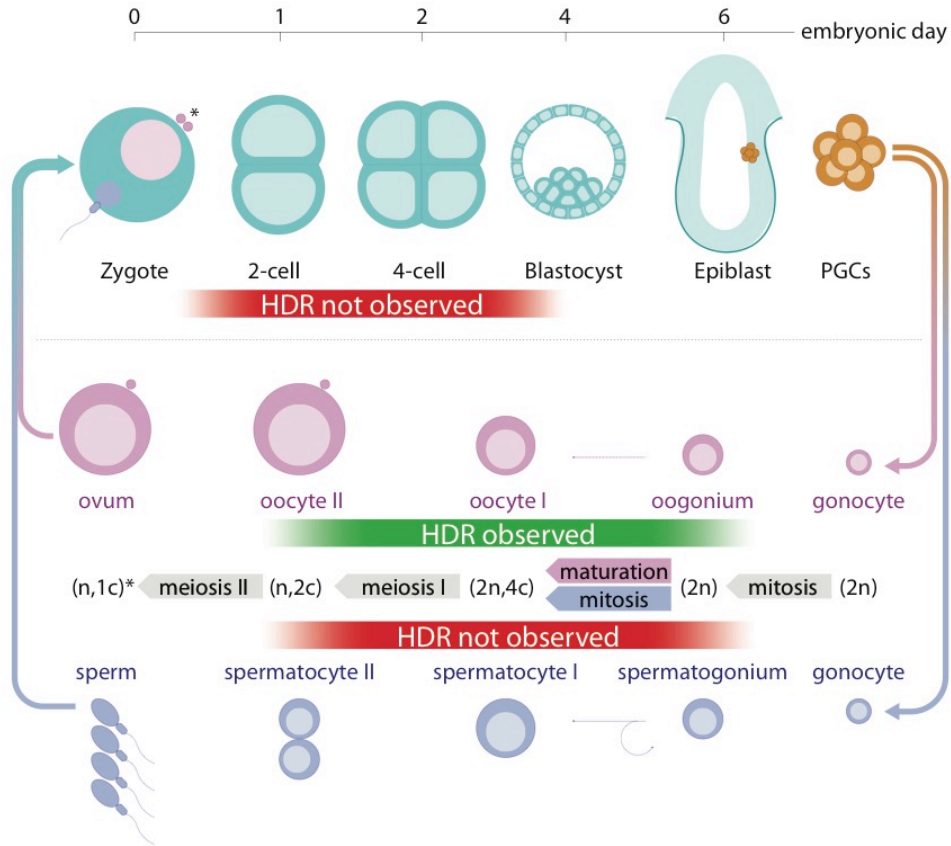 0 1 2 4 6
embryonic day
*
Zygote 2-cell 4-cell Blastocyst Epiblast PGCs
HDR not observed
ovum oocyte II oocyte I oogonium gonocyte
HDR observed
(n,1c)* meiosis II (n,2c) meiosis I (2n,4c) maturation (2n) mitosis (2n)
mitosis
HDR not observed
sperm spermatocyte II spermatocyte I spermatogonium gonocyte